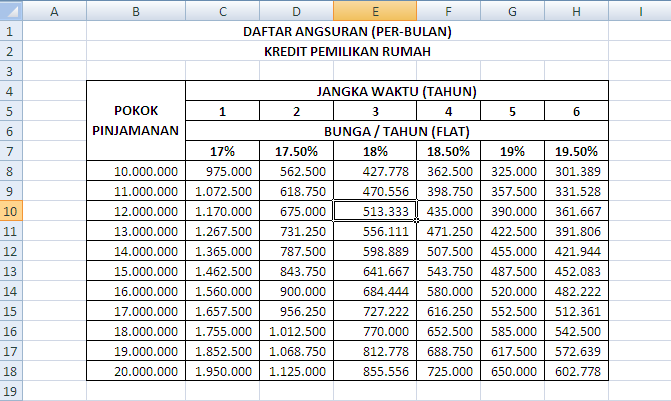 A B C D E F G H I
1 DAFTAR ANGSURAN (PER-BULAN)
2 KREDIT PEMILIKAN RUMAH
3
4 JANGKA WAKTU (TAHUN)
5 POKOK 1 2 3 4 5 6
6 PINJAMANAN BUNGA / TAHUN (FLAT)
7 17% 17.50% 18% 18.50% 19% 19.50%
8 10.000.000 975.000 562.500 427.778 362.500 325.000 301.389
9 11.000.000 1.072.500 618.750 470.556 398.750 357.500 331.528
10 12.000.000 1.170.000 675.000 513.333 435.000 390.000 361.667
11 13.000.000 1.267.500 731.250 556.111 471.250 422.500 391.806
12 14.000.000 1.365.000 787.500 598.889 507.500 455.000 421.944
13 15.000.000 1.462.500 843.750 641.667 543.750 487.500 452.083
14 16.000.000 1.560.000 900.000 684.444 580.000 520.000 482.222
15 17.000.000 1.657.500 956.250 727.222 616.250 552.500 512.361
16 18.000.000 1.755.000 1.012.500 770.000 652.500 585.000 542.500
17 19.000.000 1.852.500 1.068.750 812.778 688.750 617.500 572.639
18 20.000.000 1.950.000 1.125.000 855.556 725.000 650.000 602.778
19